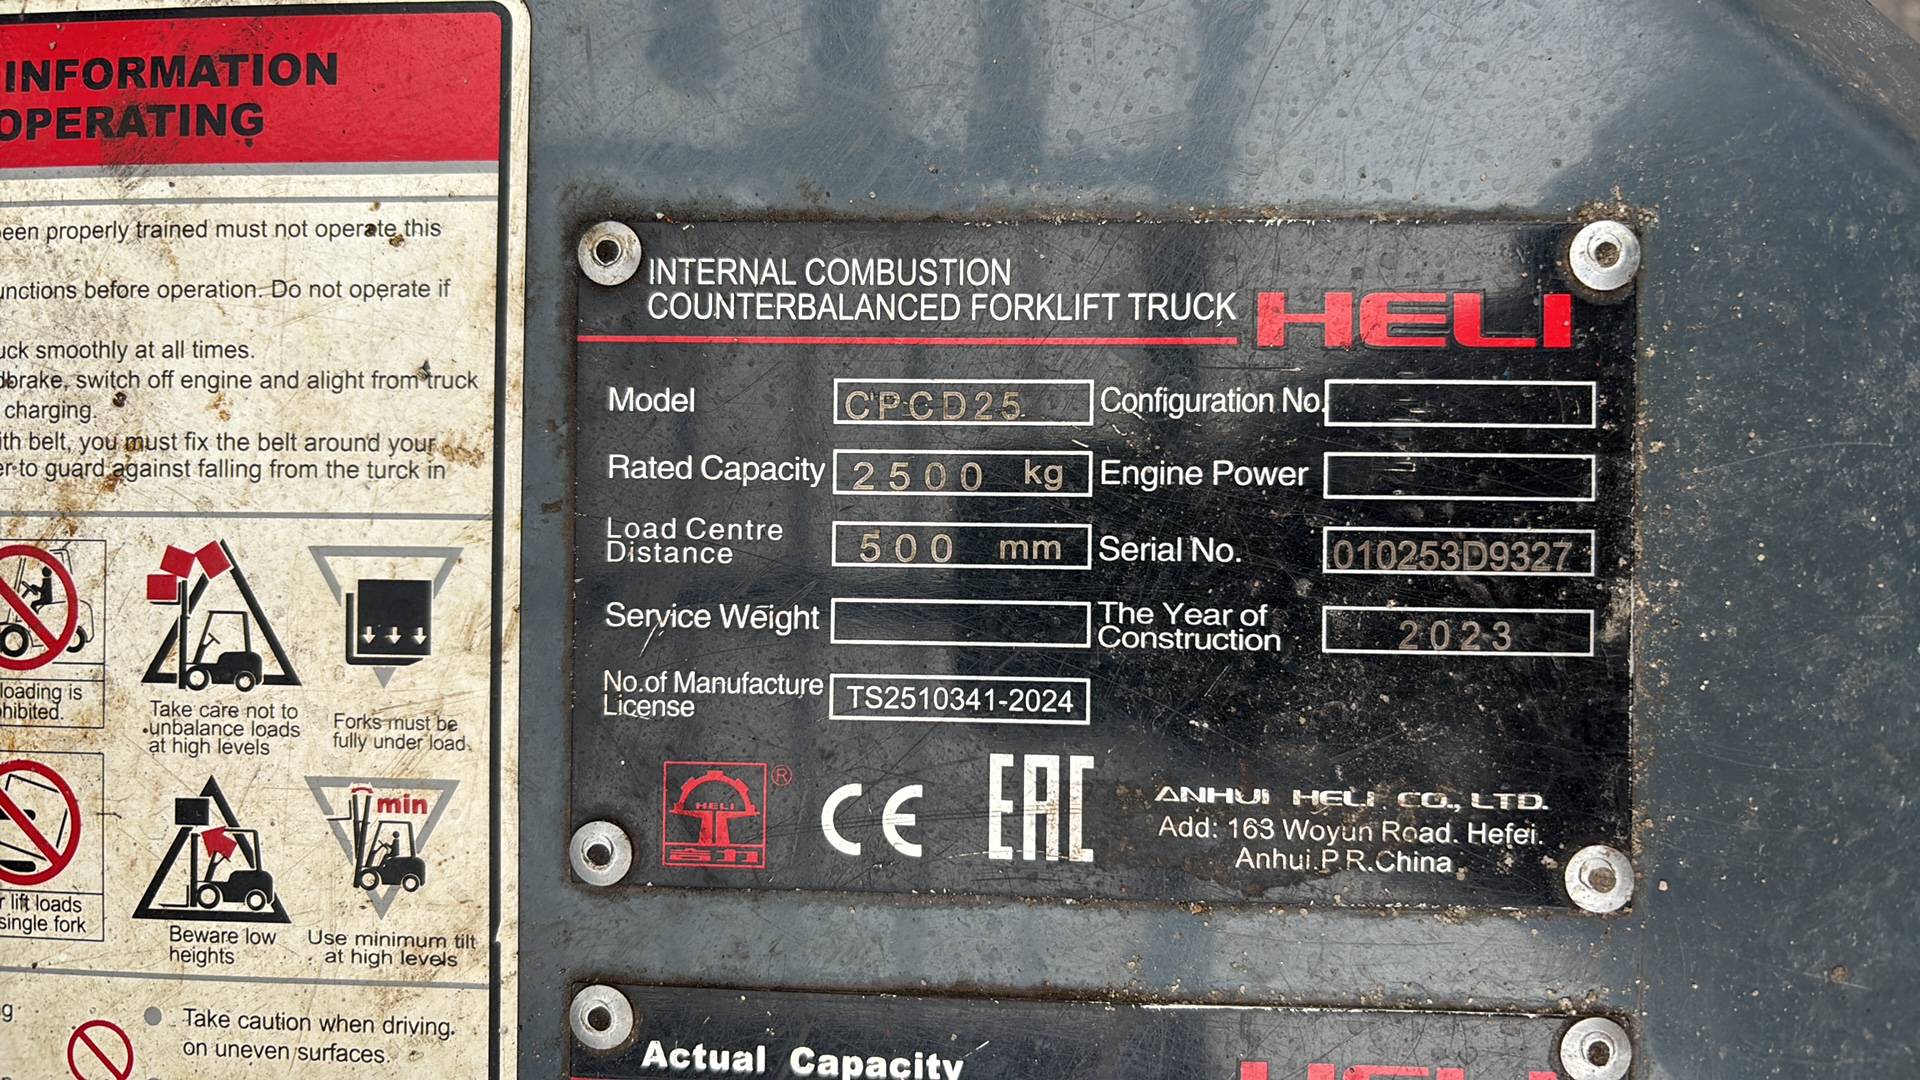 INFORMATION
OPERATING
been properly trained must not operate this
unctions before operation. Do not operate if
uck smoothly at all times.
dbrake, switch off engine and alight from truck
charging.
ith belt, you must fix the belt around your
er to guard against falling from the turck in
loading is
ohibited.
Take care not to
unbalance loads
at high levels
Forks must be
fully under load.
r lift loads
single fork
Beware low
heights
min
Use minimum tilt
at high levels
g
Take caution when driving.
on uneven surfaces.
INTERNAL COMBUSTION
COUNTERBALANCED FORKLIFT TRUCK
HELI
Model CPCD25 Configuration No.
Rated Capacity 2500 kg Engine Power
Load Centre
Distance 500 mm Serial No. 010253D9327
Service Weight The Year of
Construction 2023
No.of Manufacture
License TS2510341-2024
HELI
合力
®
CE
EAC
ANHUI HELI CO., LTD.
Add: 163 Woyun Road. Hefei.
Anhui.P R.China
Actual Capacity
HELI